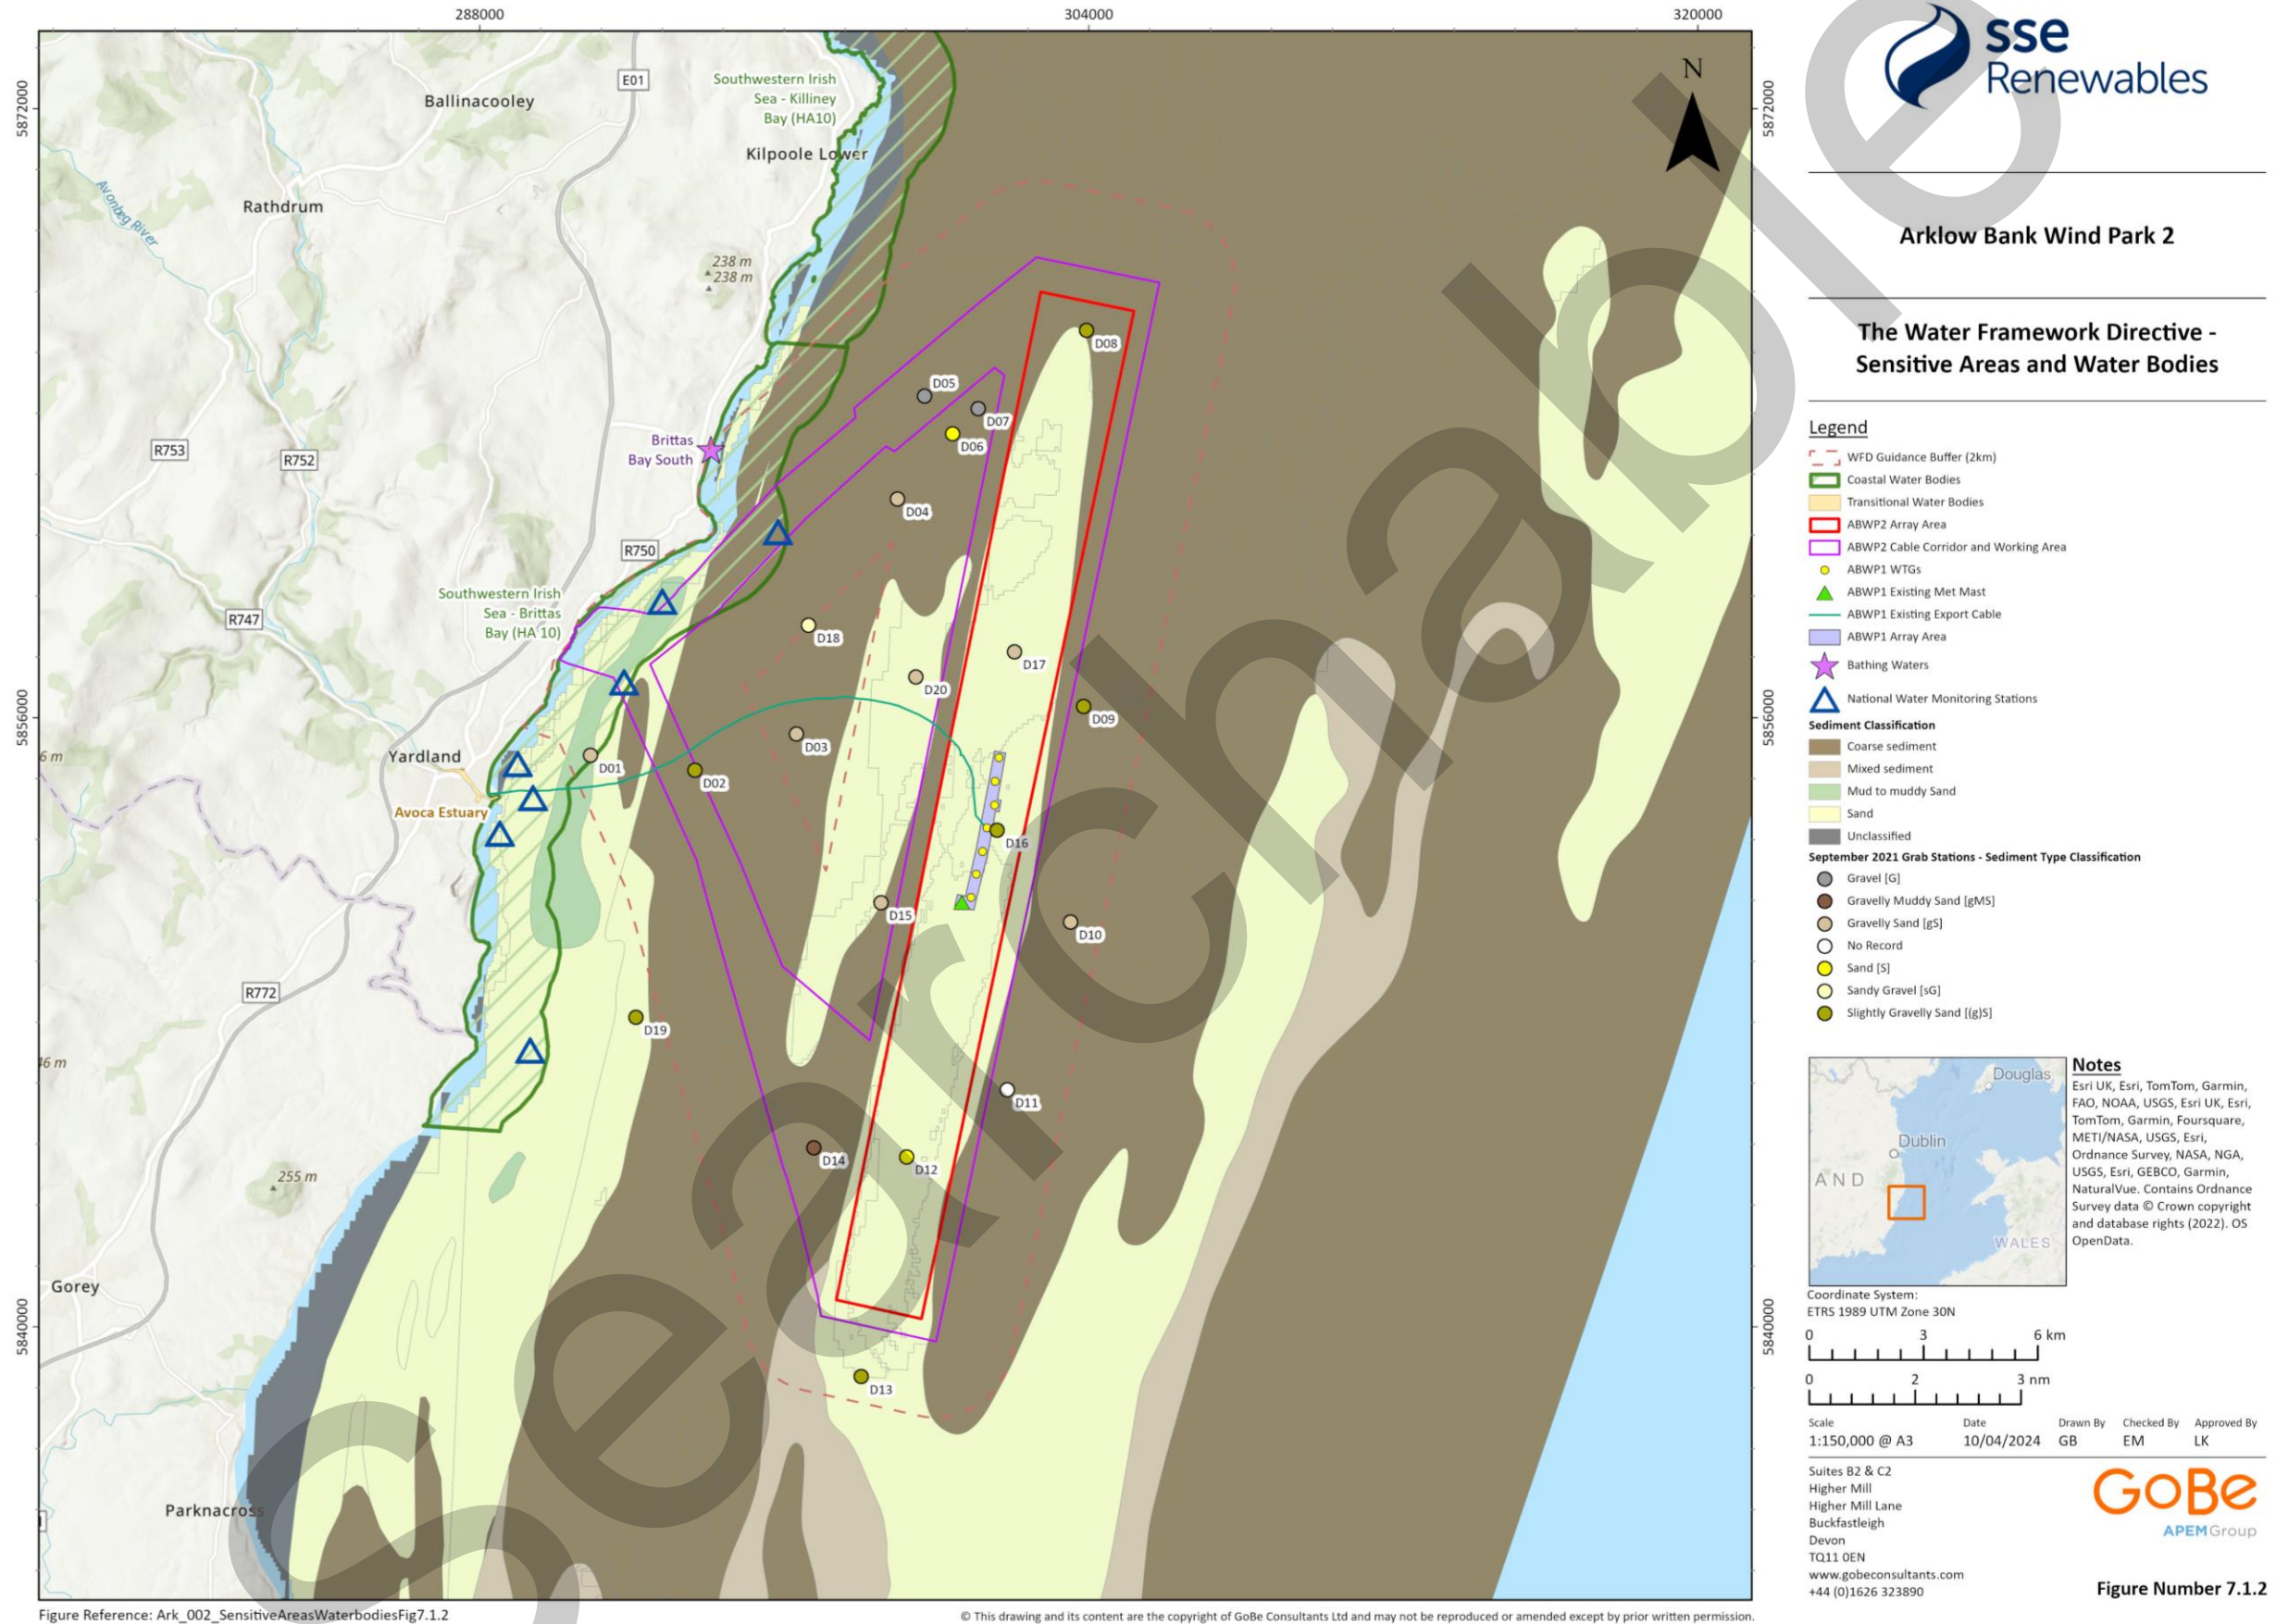 288000
304000
320000
5872000
5856000
5840000
5872000
5856000
5840000
E01
Ballinacooley
Southwestern Irish
Sea - Killiney
Bay (HA10)
Kilpoole Lower
Avonbeg River
Rathdrum
238 m
238 m
N
R753
R752
Brittas
Bay South
R750
R747
Southwestern Irish
Sea - Brittas
Bay (HA 10)
Yardland
Avoca Estuary
6 m
R772
46 m
255 m
Gorey
Parknacross
D08
D05
D07
D06
D04
D18
D17
D20
D09
D03
D01
D02
D16
D15
D10
D19
D11
D14
D12
D13
Searchable
sse
Renewables
Arklow Bank Wind Park 2
The Water Framework Directive -
Sensitive Areas and Water Bodies
Legend
WFD Guidance Buffer (2km)
Coastal Water Bodies
Transitional Water Bodies
ABWP2 Array Area
ABWP2 Cable Corridor and Working Area
ABWP1 WTGs
ABWP1 Existing Met Mast
ABWP1 Existing Export Cable
ABWP1 Array Area
Bathing Waters
National Water Monitoring Stations
Sediment Classification
Coarse sediment
Mixed sediment
Mud to muddy Sand
Sand
Unclassified
September 2021 Grab Stations - Sediment Type Classification
Gravel [G]
Gravelly Muddy Sand [gMS]
Gravelly Sand [gS]
No Record
Sand [S]
Sandy Gravel [sG]
Slightly Gravelly Sand [(g)S]
Douglas
Dublin
AND
WALES
Notes
Esri UK, Esri, TomTom, Garmin,
FAO, NOAA, USGS, Esri UK, Esri,
TomTom, Garmin, Foursquare,
METI/NASA, USGS, Esri,
Ordnance Survey, NASA, NGA,
USGS, Esri, GEBCO, Garmin,
NaturalVue. Contains Ordnance
Survey data © Crown copyright
and database rights (2022). OS
OpenData.
Coordinate System:
ETRS 1989 UTM Zone 30N
0 3 6 km
0 2 3 nm
Scale Date Drawn By Checked By Approved By
1:150,000 @ A3 10/04/2024 GB EM LK
Suites B2 & C2
Higher Mill
Higher Mill Lane
Buckfastleigh
Devon
TQ11 0EN
www.gobeconsultants.com
+44 (0)1626 323890
GoBe
APEMGroup
Figure Number 7.1.2
Figure Reference: Ark_002_SensitiveAreasWaterbodiesFig7.1.2
© This drawing and its content are the copyright of GoBe Consultants Ltd and may not be reproduced or amended except by prior written permission.